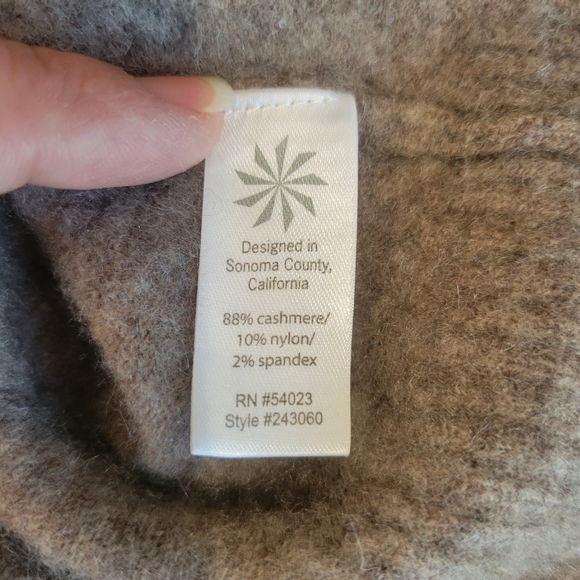 Designed in
Sonoma County,
California
88% cashmere/
10% nylon/
2% spandex
RN #54023
Style #243060